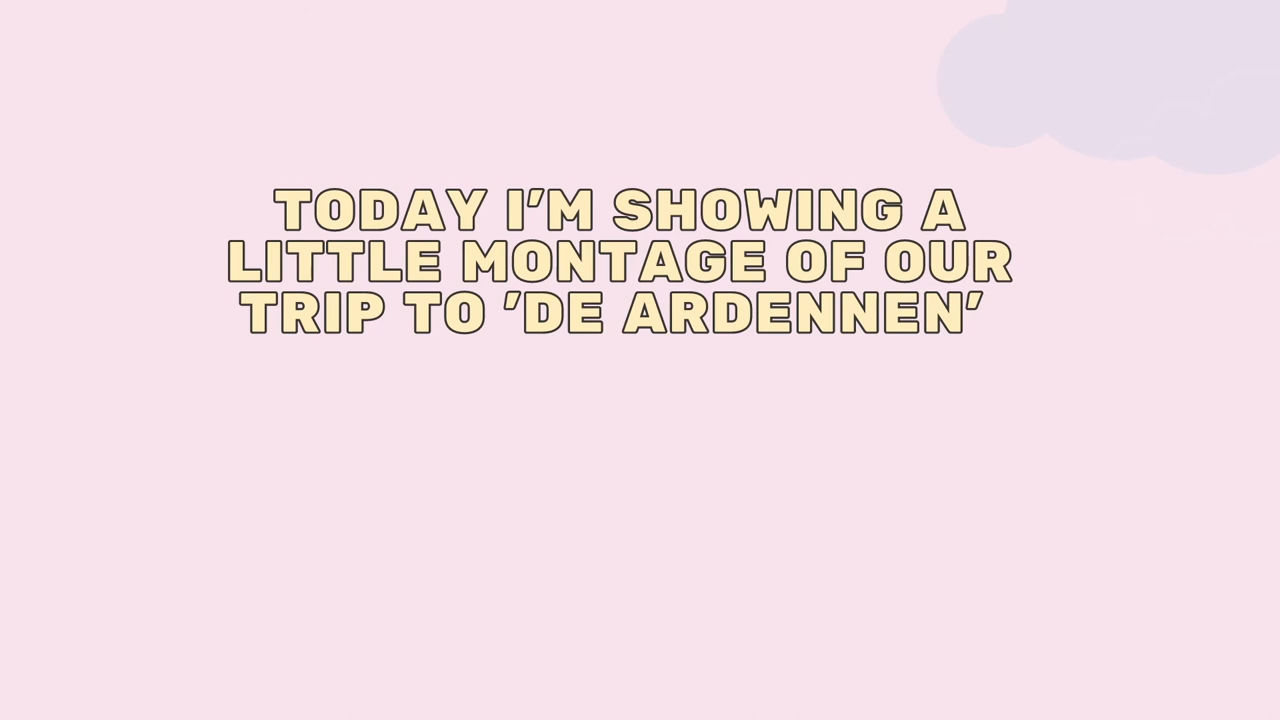 TODAY I'M SHOWING A
LITTLE MONTAGE OF OUR
TRIP TO 'DE ARDENNEN'